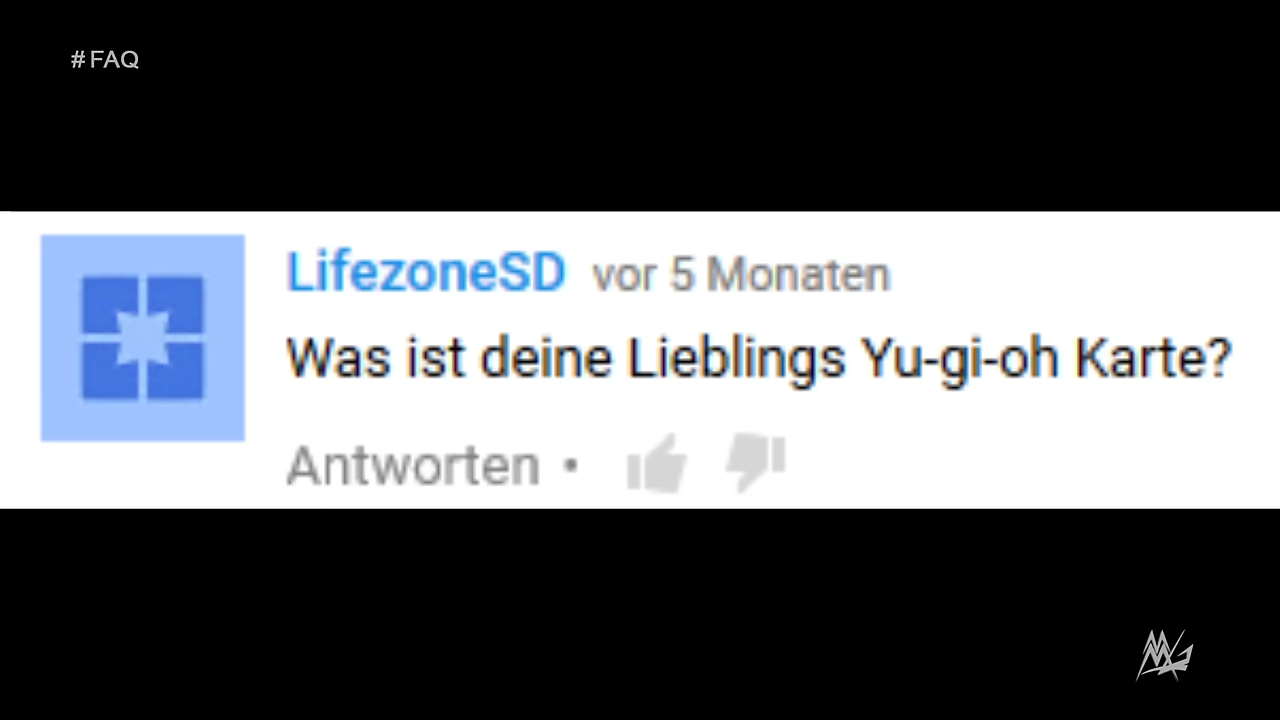 #FAQ
LifezoneSD vor 5 Monaten
Was ist deine Lieblings Yu-gi-oh Karte?
Antworten •